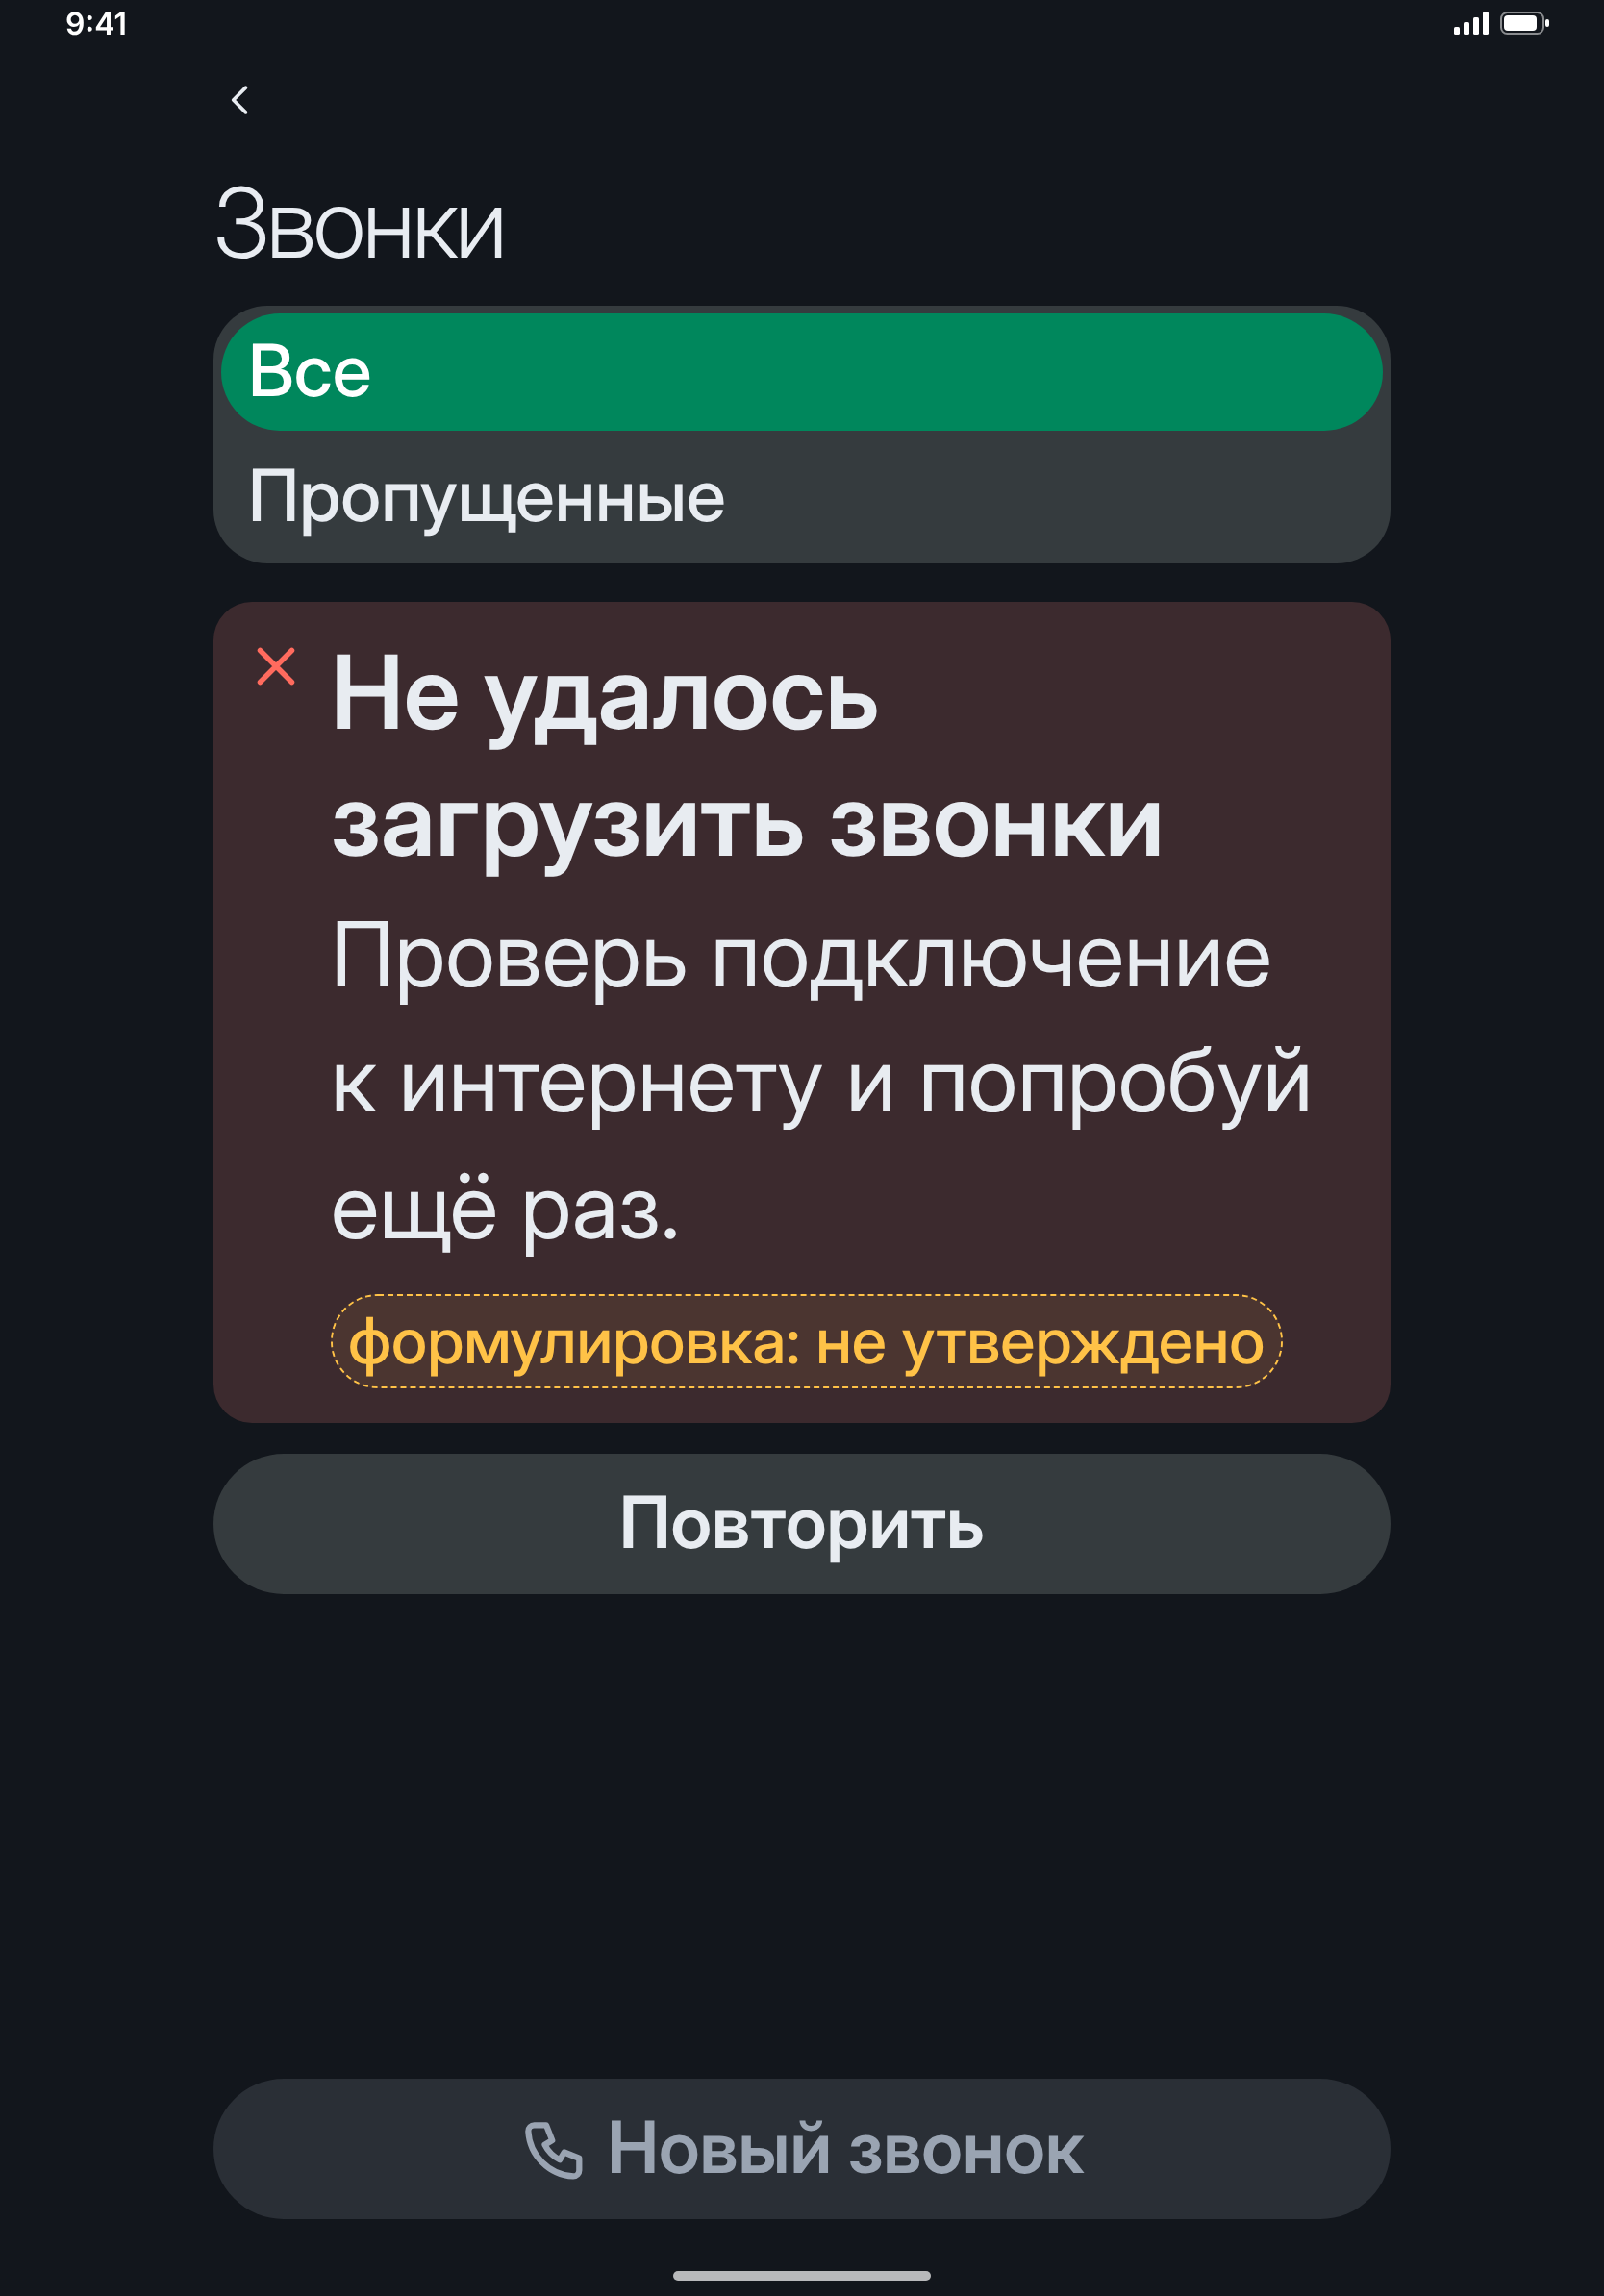 9:41
Звонки
Все
Пропущенные
Не удалось
загрузить звонки
Проверь подключение
к интернету и попробуй
ещё раз.
формулировка: не утверждено
Повторить
Новый звонок